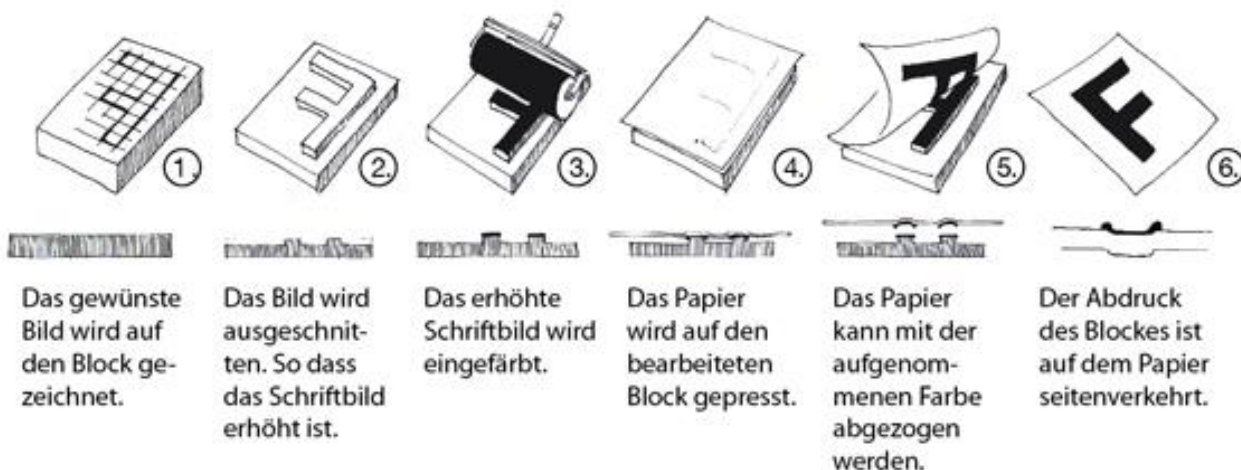 1.
2.
3.
4.
5.
6.
Das gewünste
Bild wird auf
den Block ge-
zeichnet.
Das Bild wird
ausgeschnit-
ten. So dass
das Schriftbild
erhöht ist.
Das erhöhte
Schriftbild wird
eingefärbt.
Das Papier
wird auf den
bearbeiteten
Block gepresst.
Das Papier
kann mit der
aufgenom-
menen Farbe
abgezogen
werden.
Der Abdruck
des Blockes ist
auf dem Papier
seitenverkehrt.